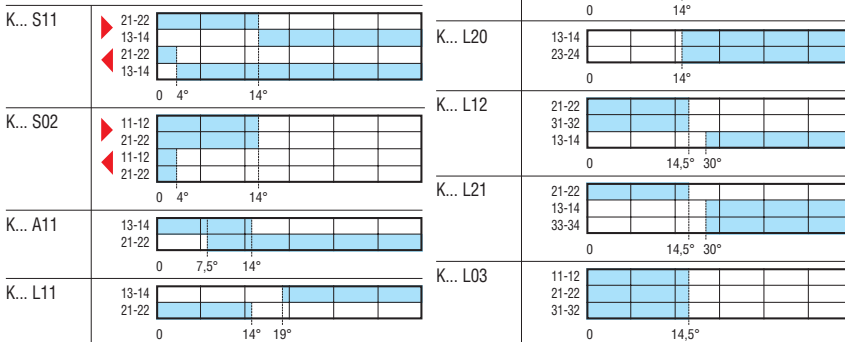 K... S11
21-22
13-14
21-22
13-14
0 4° 14°
K... S02
11-12
21-22
11-12
21-22
0 4° 14°
K... A11
13-14
21-22
0 7,5° 14°
K... L11
13-14
21-22
0 14° 19°
0 14°
K... L20
13-14
23-24
0 14°
K... L12
21-22
31-32
13-14
0 14,5° 30°
K... L21
21-22
13-14
33-34
0 14,5° 30°
K... L03
11-12
21-22
31-32
0 14,5°